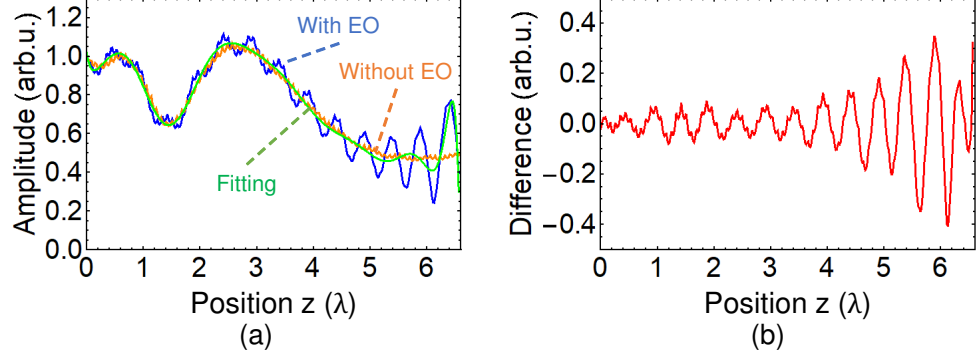 1.2
1.0
0.8
0.6
0.4
0.2
0.0
Amplitude (arb.u.)
With EO
Without EO
Fitting
0 1 2 3 4 5 6
Position z (λ)
(a)
0.4
0.2
0.0
-0.2
-0.4
Difference (arb.u.)
0 1 2 3 4 5 6
Position z (λ)
(b)